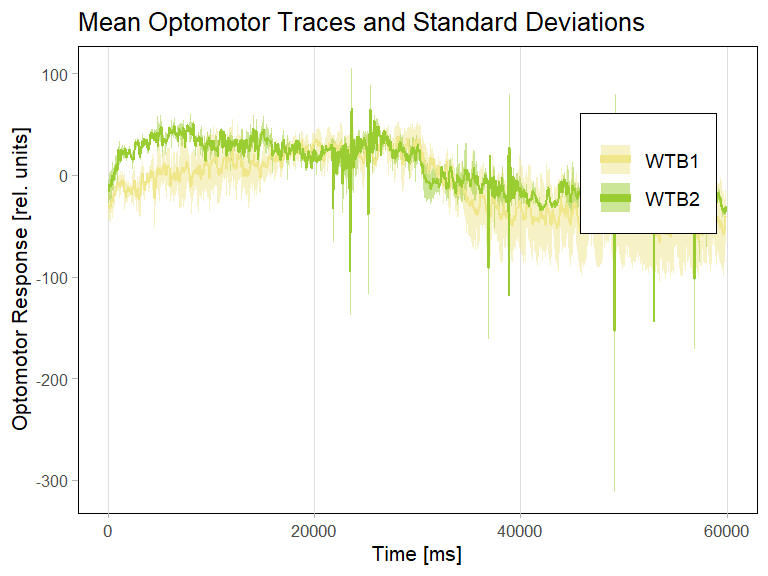 Mean Optomotor Traces and Standard Deviations
Optomotor Response [rel. units]
100
0
-100
-200
-300
WTB1
WTB2
0 20000 40000 60000
Time [ms]